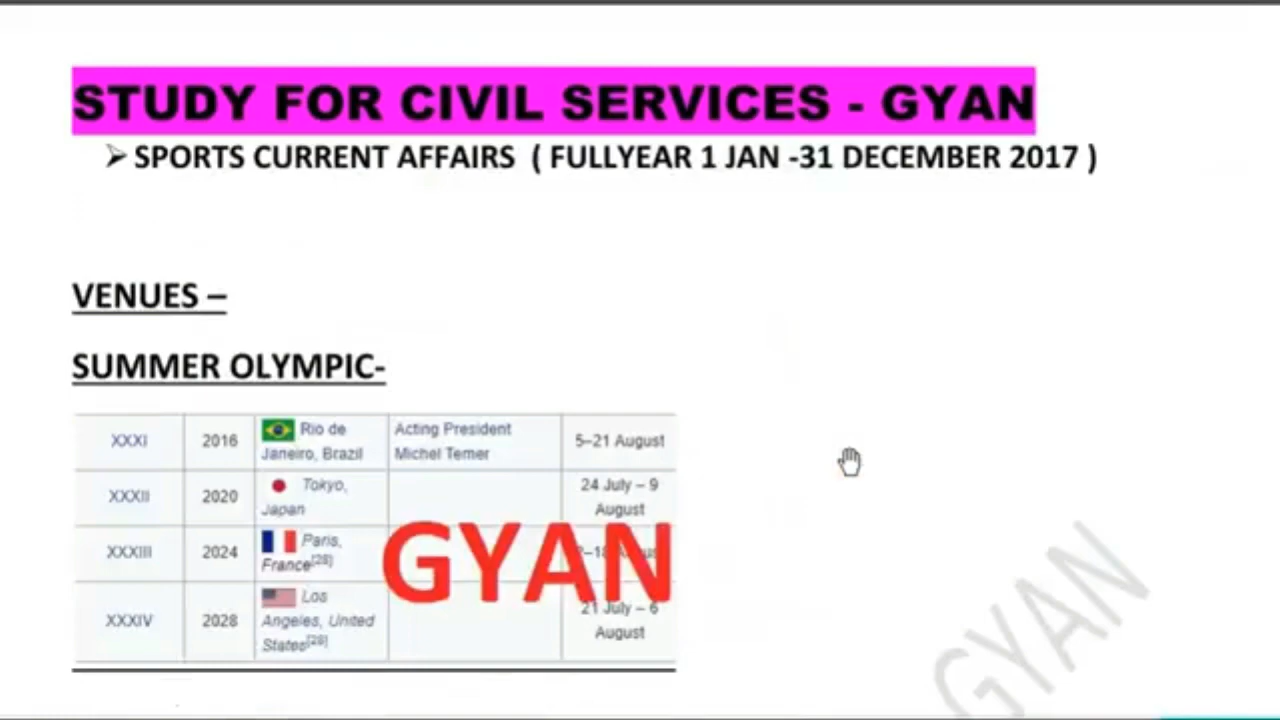 STUDY FOR CIVIL SERVICES - GYAN
➢ SPORTS CURRENT AFFAIRS ( FULLYEAR 1 JAN -31 DECEMBER 2017 )
VENUES –
SUMMER OLYMPIC-
XXXI 2016 Rio de Janeiro, Brazil Acting President Michel Temer 5–21 August
XXXII 2020 Tokyo, Japan 24 July – 9 August
XXXIII 2024 Paris, France[28]
GYAN
XXXIV 2028 Los Angeles, United States[28] 21 July – 6 August
GYAN